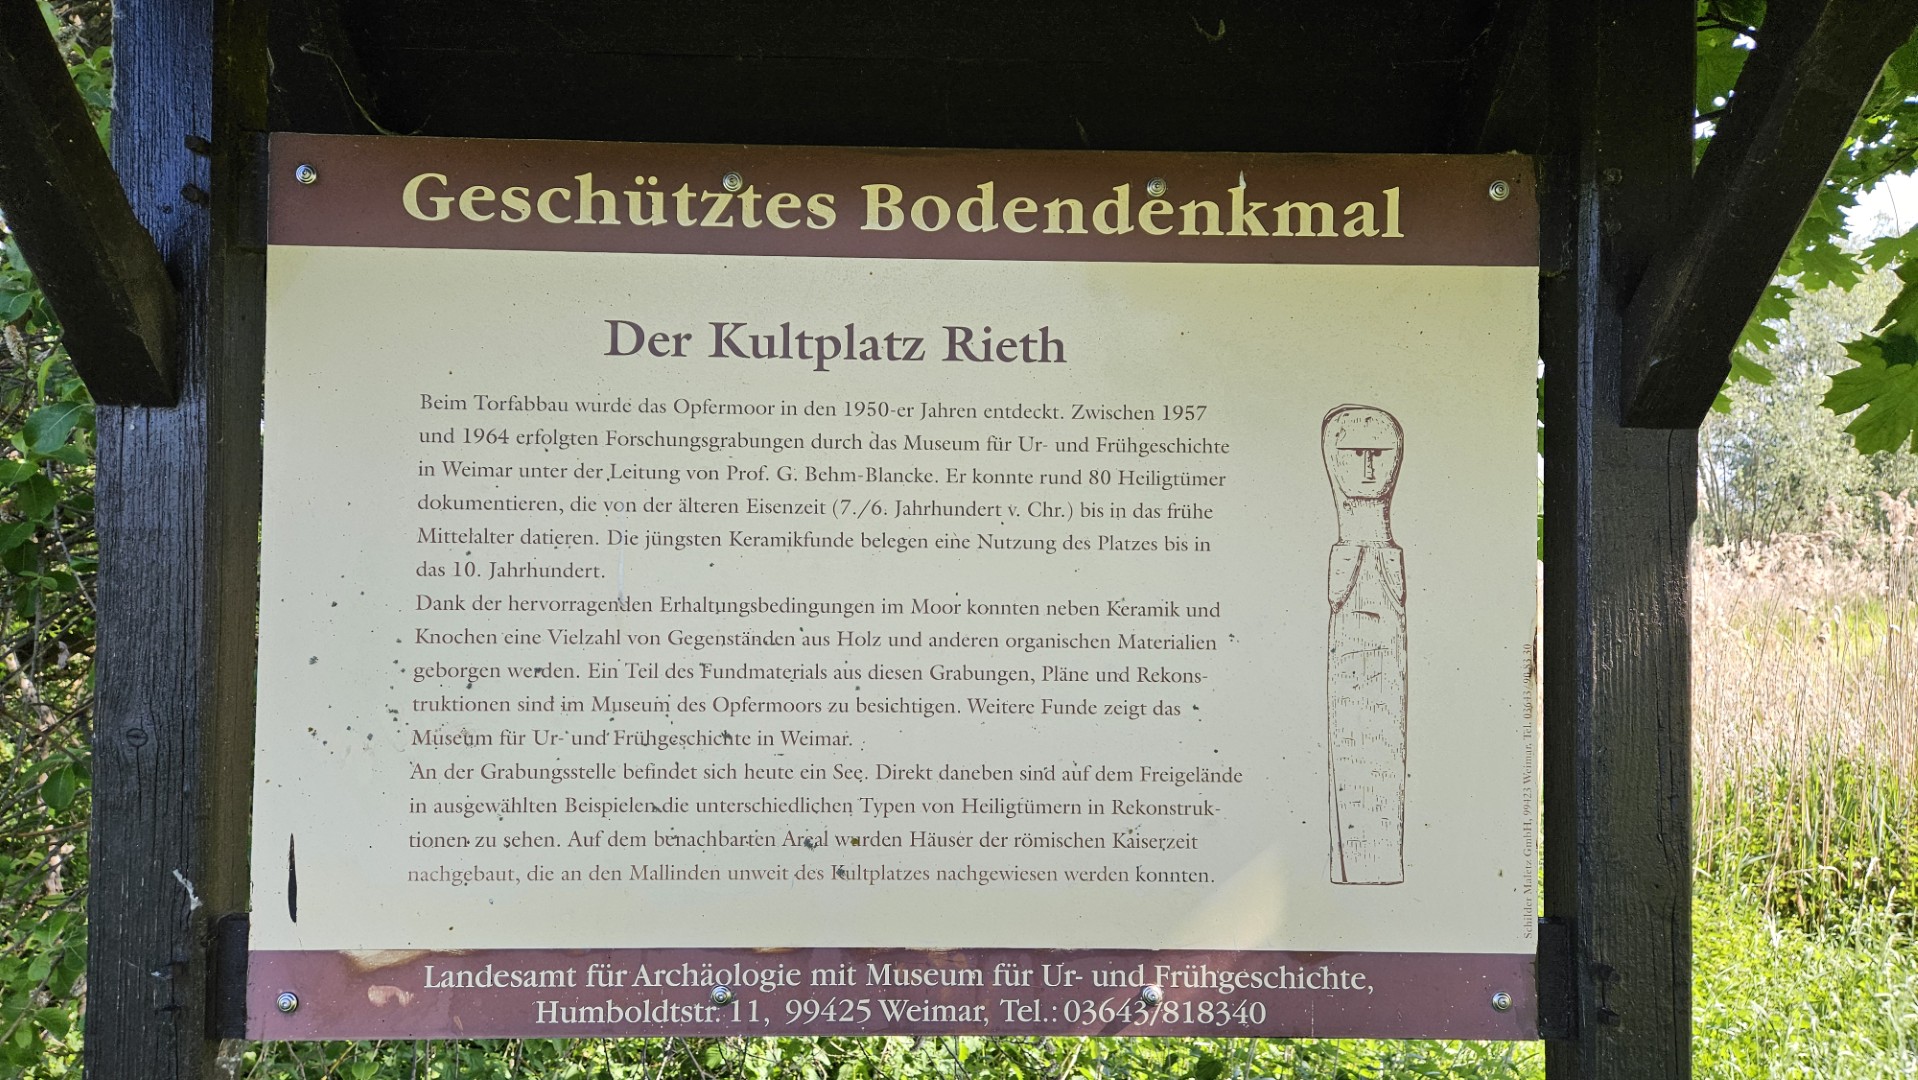 Geschütztes Bodendenkmal
Der Kultplatz Rieth
Beim Torfabbau wurde das Opfermoor in den 1950-er Jahren entdeckt. Zwischen 1957
und 1964 erfolgten Forschungsgrabungen durch das Museum für Ur- und Frühgeschichte
in Weimar unter der Leitung von Prof. G. Behm-Blancke. Er konnte rund 80 Heiligtümer
dokumentieren, die von der älteren Eisenzeit (7./6. Jahrhundert v. Chr.) bis in das frühe
Mittelalter datieren. Die jüngsten Keramikfunde belegen eine Nutzung des Platzes bis in
das 10. Jahrhundert.
Dank der hervorragenden Erhaltungsbedingungen im Moor konnten neben Keramik und
Knochen eine Vielzahl von Gegenständen aus Holz und anderen organischen Materialien
geborgen werden. Ein Teil des Fundmaterials aus diesen Grabungen, Pläne und Rekons-
truktionen sind im Museum des Opfermoors zu besichtigen. Weitere Funde zeigt das
Museum für Ur- und Frühgeschichte in Weimar.
An der Grabungsstelle befindet sich heute ein See. Direkt daneben sind auf dem Freigelände
in ausgewählten Beispielen die unterschiedlichen Typen von Heiligtümern in Rekonstruk-
tionen zu sehen. Auf dem benachbarten Areal wurden Häuser der römischen Kaiserzeit
nachgebaut, die an den Mallinden unweit des Kultplatzes nachgewiesen werden konnten.
Schilder Maletz GmbH, 99423 Weimar, Tel. 03643/
Landesamt für Archäologie mit Museum für Ur- und Frühgeschichte,
Humboldtstr. 11, 99425 Weimar, Tel.: 03643/818340